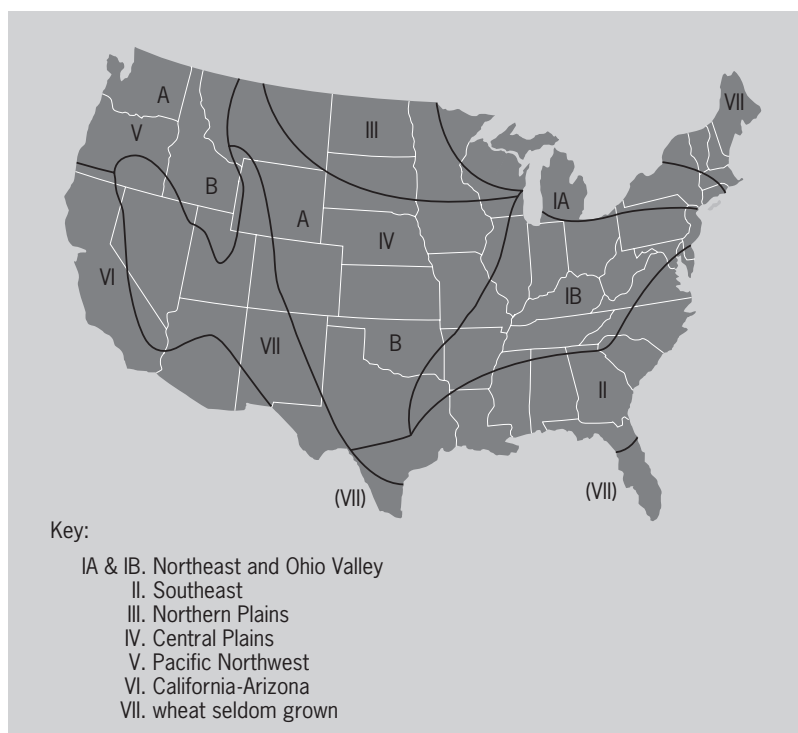 A
VII
V
III
B
IA
A
IV
VI
IB
VII
B
II
(VII)
(VII)
Key:
IA & IB. Northeast and Ohio Valley
II. Southeast
III. Northern Plains
IV. Central Plains
V. Pacific Northwest
VI. California-Arizona
VII. wheat seldom grown